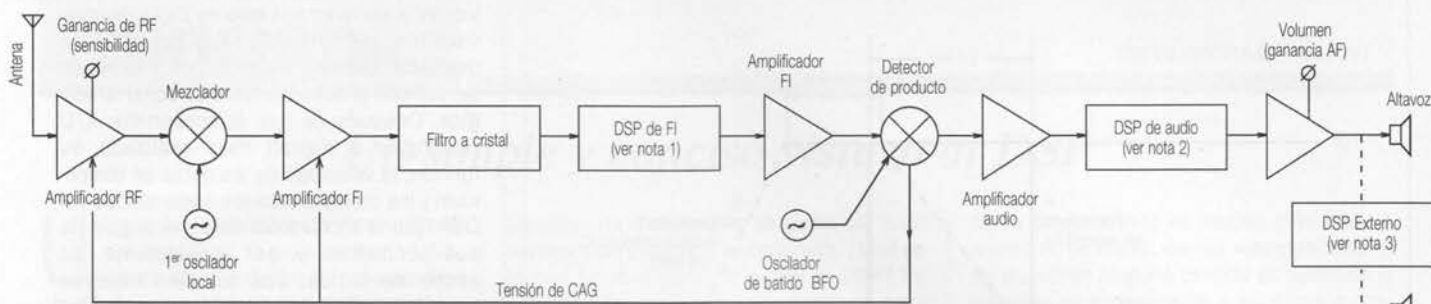 Antena
Ganancia de RF
(sensibilidad)
Mezclador
Amplificador RF
1er oscilador
local
Amplificador FI
Filtro a cristal
DSP de FI
(ver nota 1)
Amplificador
FI
Detector
de producto
Oscilador
de batido BFO
Tensión de CAG
Amplificador
audio
DSP de audio
(ver nota 2)
Volumen
(ganancia AF)
Altavoz
DSP Externo
(ver nota 3)